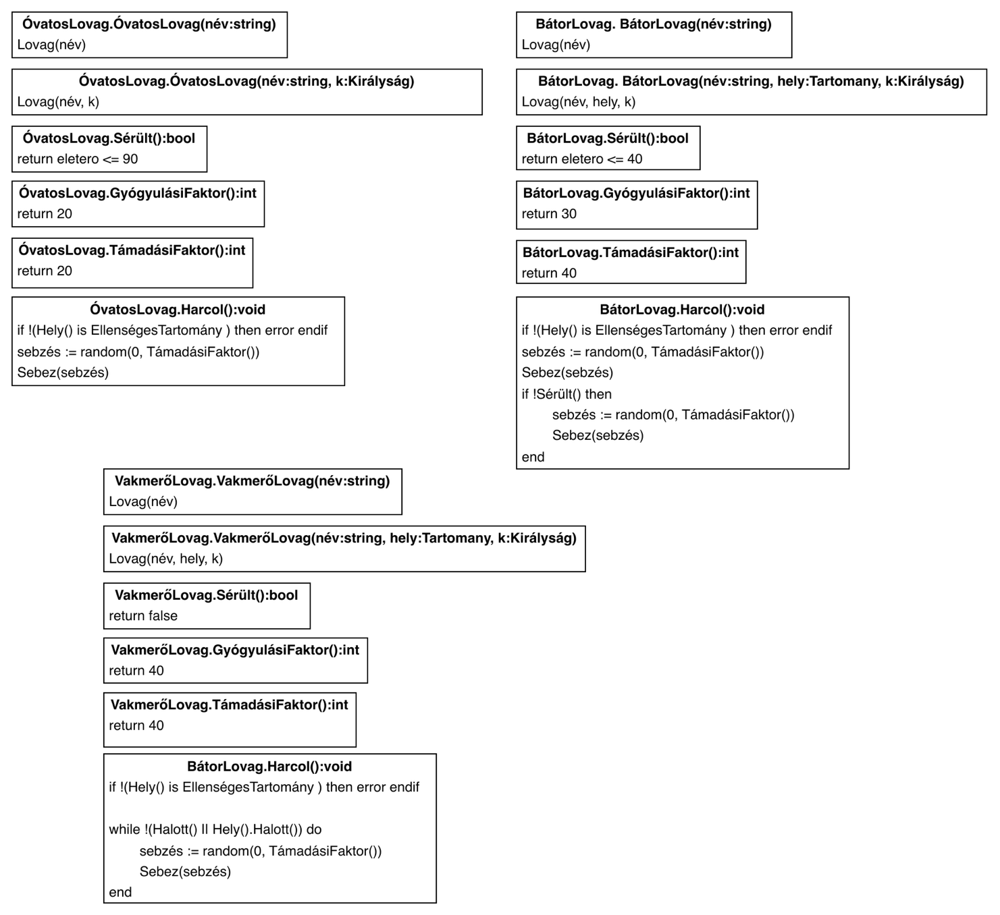 ÓvatosLovag.ÓvatosLovag(név:string)
Lovag(név)
ÓvatosLovag.ÓvatosLovag(név:string, k:Királyság)
Lovag(név, k)
ÓvatosLovag.Sérült():bool
return eletero <= 90
ÓvatosLovag.GyógyulásiFaktor():int
return 20
ÓvatosLovag.TámadásiFaktor():int
return 20
ÓvatosLovag.Harcol():void
if !(Hely() is EllenségesTartomány ) then error endif
sebzés := random(0, TámadásiFaktor())
Sebez(sebzés)
BátorLovag. BátorLovag(név:string)
Lovag(név)
BátorLovag. BátorLovag(név:string, hely:Tartomany, k:Királyság)
Lovag(név, hely, k)
BátorLovag.Sérült():bool
return eletero <= 40
BátorLovag.GyógyulásiFaktor():int
return 30
BátorLovag.TámadásiFaktor():int
return 40
BátorLovag.Harcol():void
if !(Hely() is EllenségesTartomány ) then error endif
sebzés := random(0, TámadásiFaktor())
Sebez(sebzés)
if !Sérült() then
sebzés := random(0, TámadásiFaktor())
Sebez(sebzés)
end
VakmerőLovag.VakmerőLovag(név:string)
Lovag(név)
VakmerőLovag.VakmerőLovag(név:string, hely:Tartomany, k:Királyság)
Lovag(név, hely, k)
VakmerőLovag.Sérült():bool
return false
VakmerőLovag.GyógyulásiFaktor():int
return 40
VakmerőLovag.TámadásiFaktor():int
return 40
BátorLovag.Harcol():void
if !(Hely() is EllenségesTartomány ) then error endif
while !(Halott() || Hely().Halott()) do
sebzés := random(0, TámadásiFaktor())
Sebez(sebzés)
end